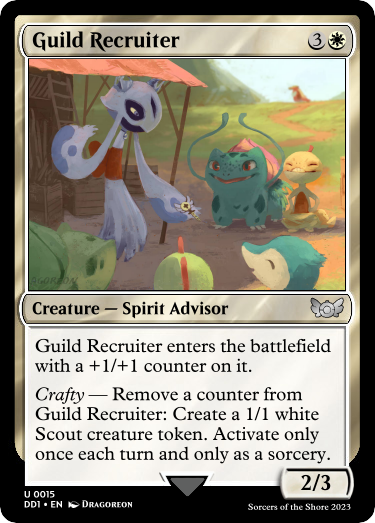 Guild Recruiter 3
AGOREON
Creature — Spirit Advisor
Guild Recruiter enters the battlefield
with a +1/+1 counter on it.
Crafty — Remove a counter from
Guild Recruiter: Create a 1/1 white
Scout creature token. Activate only
once each turn and only as a sorcery.
2/3
U 0015
DD1 • EN Dragoreon
Sorcers of the Shore 2023